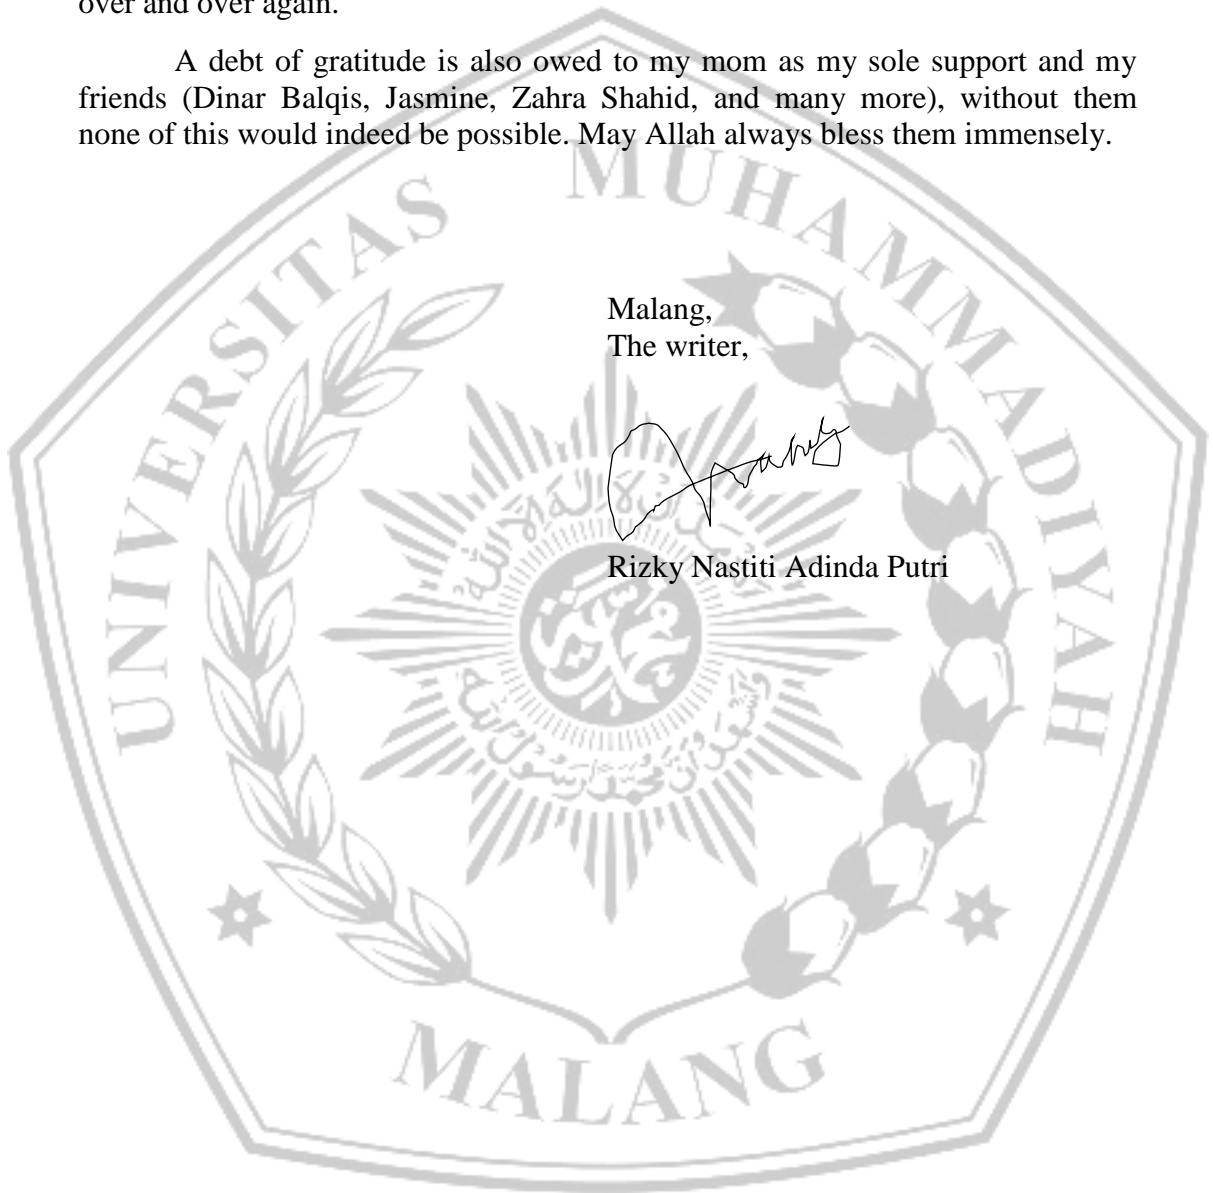 over and over again.
A debt of gratitude is also owed to my mom as my sole support and my
friends (Dinar Balqis, Jasmine, Zahra Shahid, and many more), without them
none of this would indeed be possible. May Allah always bless them immensely.
UNIVERSITAS MUHAMMADIYAH
Malang,
The writer,
Rizky Nastiti Adinda Putri
MALANG